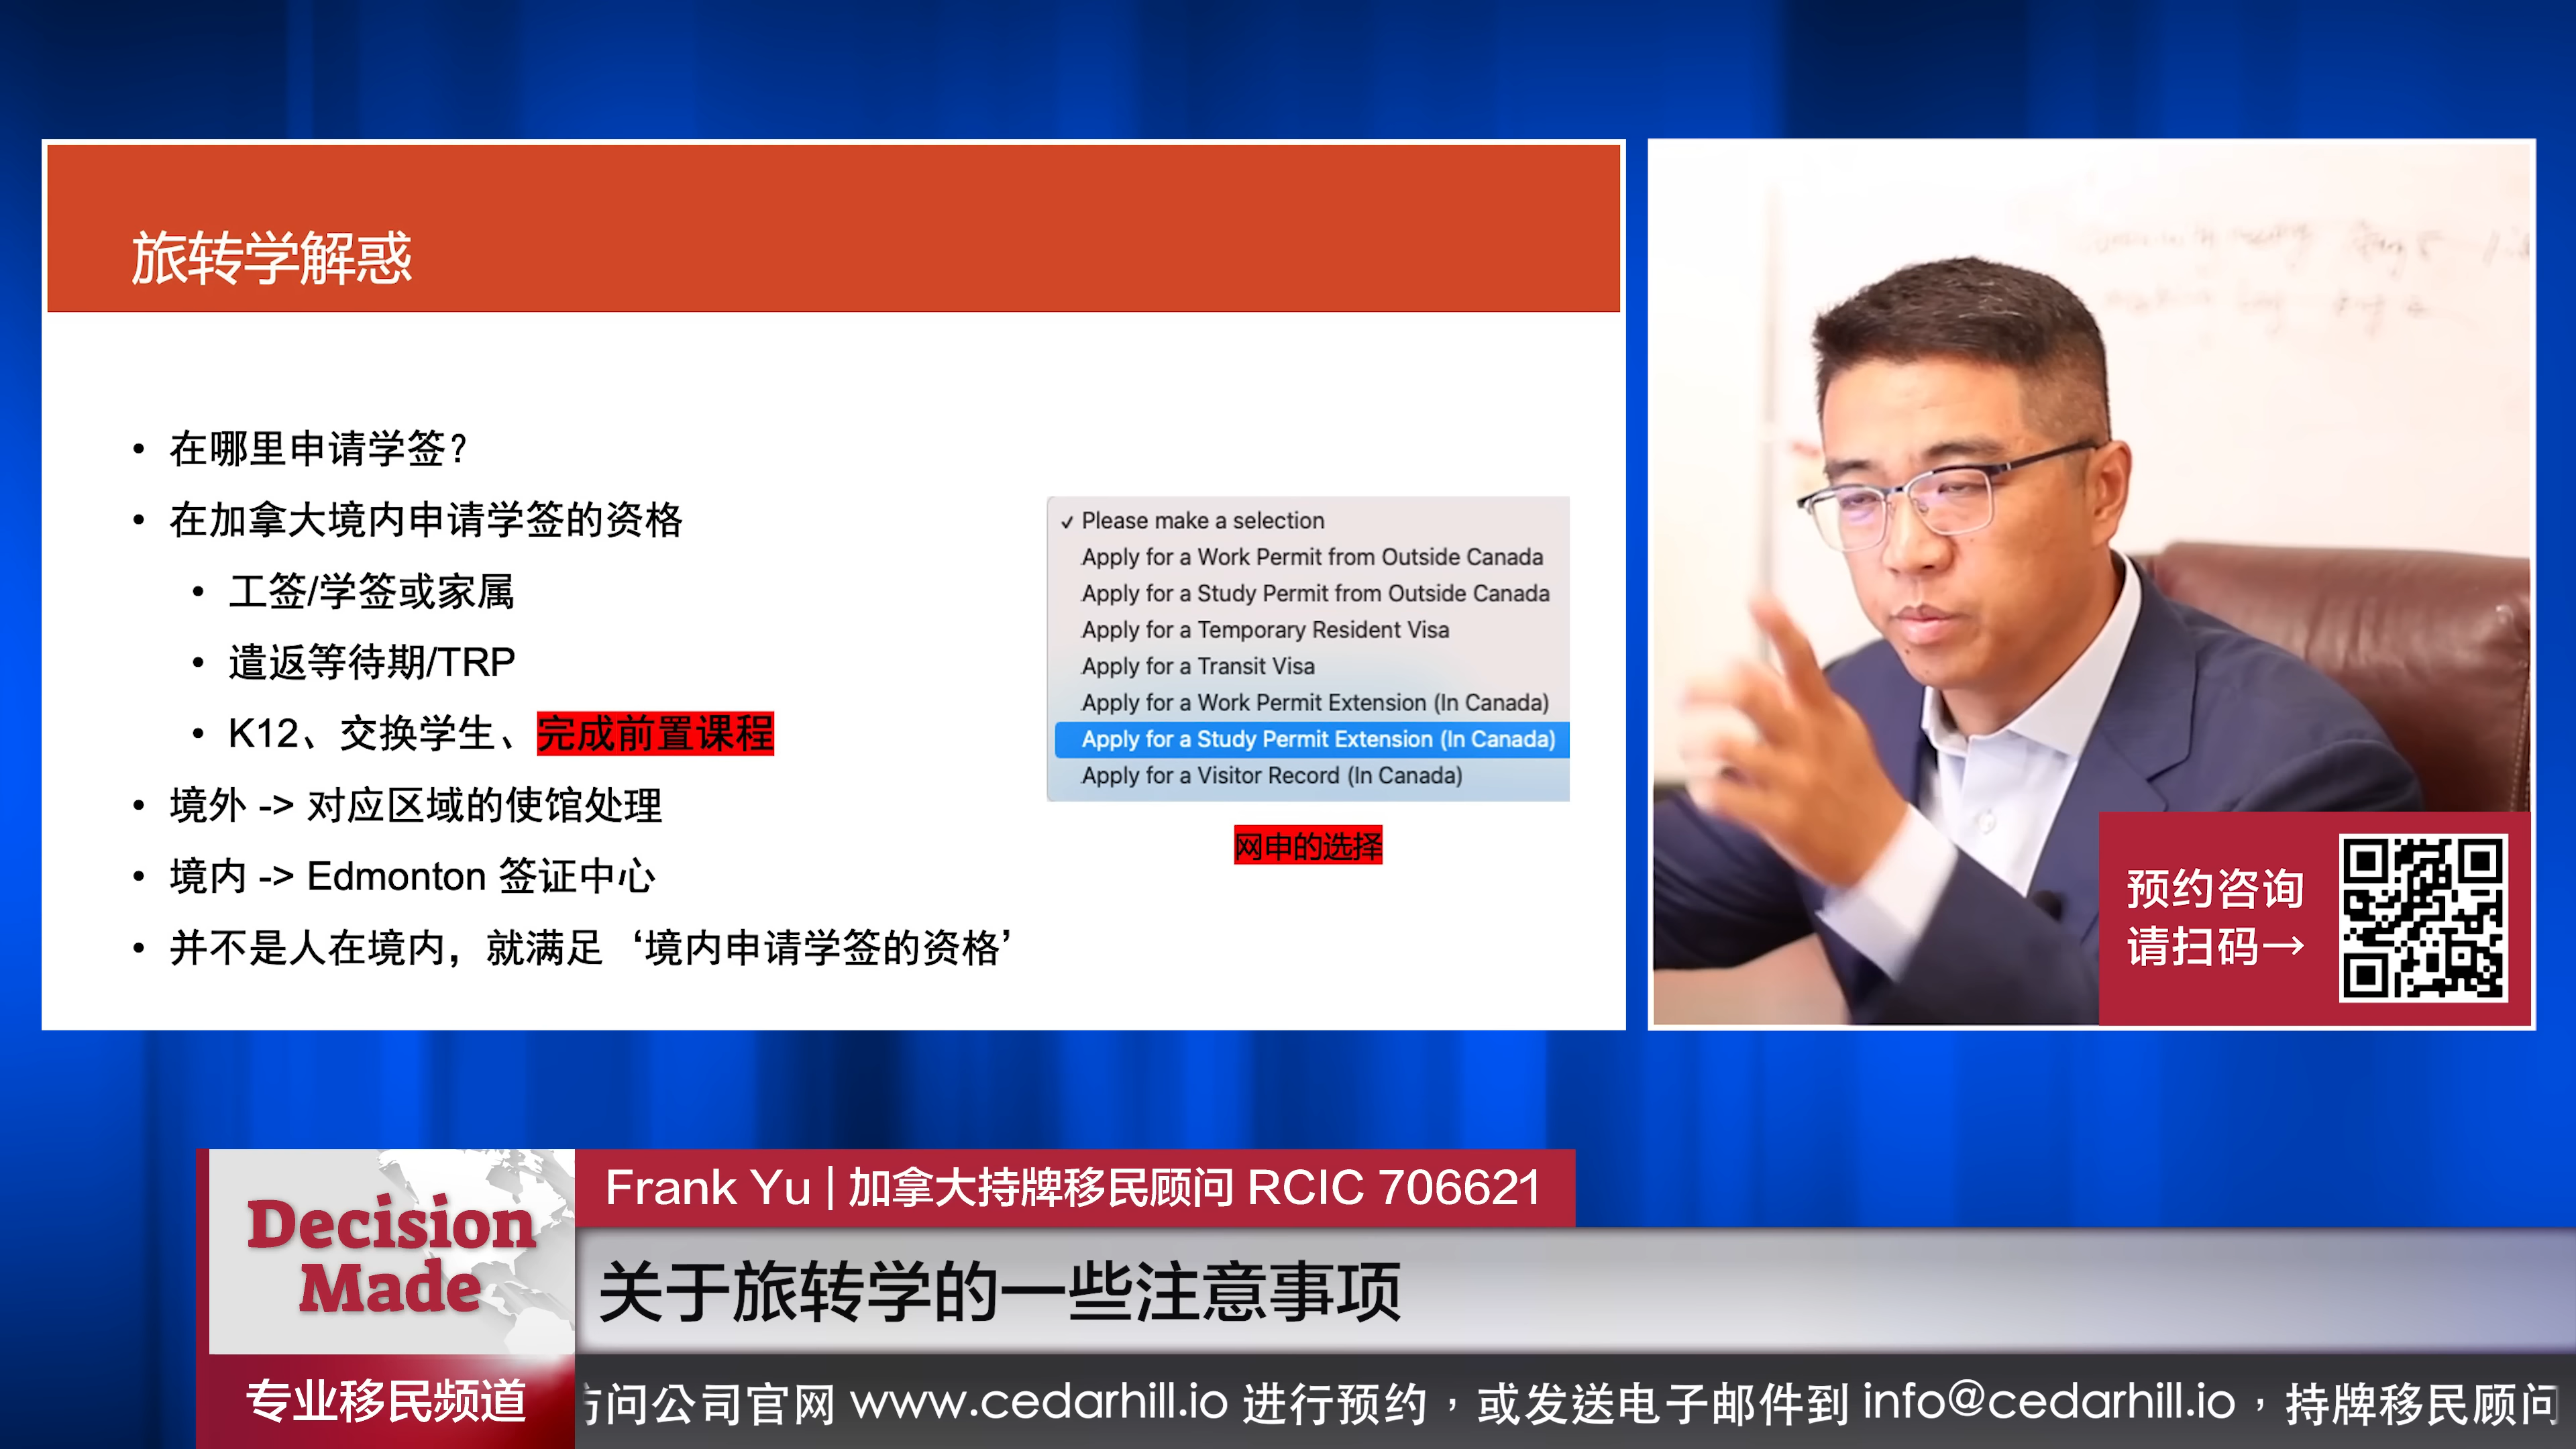 旅转学解惑
• 在哪里申请学签？
• 在加拿大境内申请学签的资格
• 工签/学签或家属
• 遣返等待期/TRP
• K12、交换学生、完成前置课程
• 境外 -> 对应区域的使馆处理
• 境内 -> Edmonton 签证中心
• 并不是人在境内，就满足‘境内申请学签的资格’
✓ Please make a selection
Apply for a Work Permit from Outside Canada
Apply for a Study Permit from Outside Canada
Apply for a Temporary Resident Visa
Apply for a Transit Visa
Apply for a Work Permit Extension (In Canada)
Apply for a Study Permit Extension (In Canada)
Apply for a Visitor Record (In Canada)
网申的选择
预约咨询
请扫码→
Frank Yu | 加拿大持牌移民顾问 RCIC 706621
Decision
Made
关于旅转学的一些注意事项
专业移民频道
访问公司官网 www.cedarhill.io 进行预约，或发送电子邮件到 info@cedarhill.io，持牌移民顾问